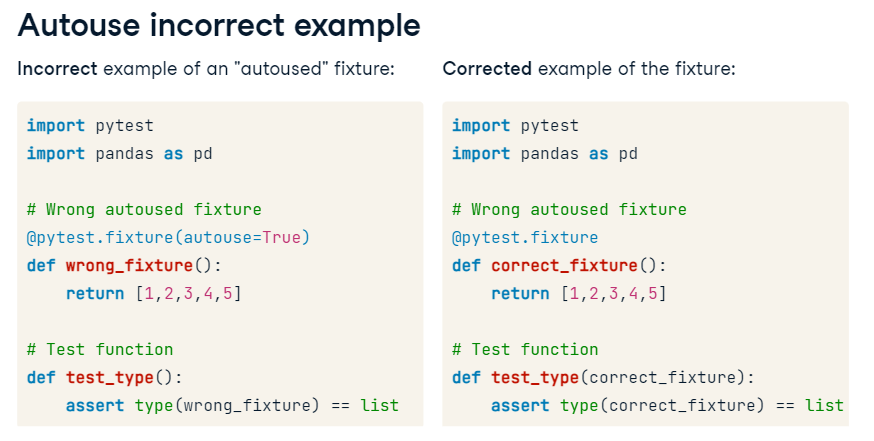 Autouse incorrect example
Incorrect example of an "autoused" fixture:
import pytest
import pandas as pd
# Wrong autoused fixture
@pytest.fixture(autouse=True)
def wrong_fixture():
    return [1,2,3,4,5]
# Test function
def test_type():
    assert type(wrong_fixture) == list
Corrected example of the fixture:
import pytest
import pandas as pd
# Wrong autoused fixture
@pytest.fixture
def correct_fixture():
    return [1,2,3,4,5]
# Test function
def test_type(correct_fixture):
    assert type(correct_fixture) == list